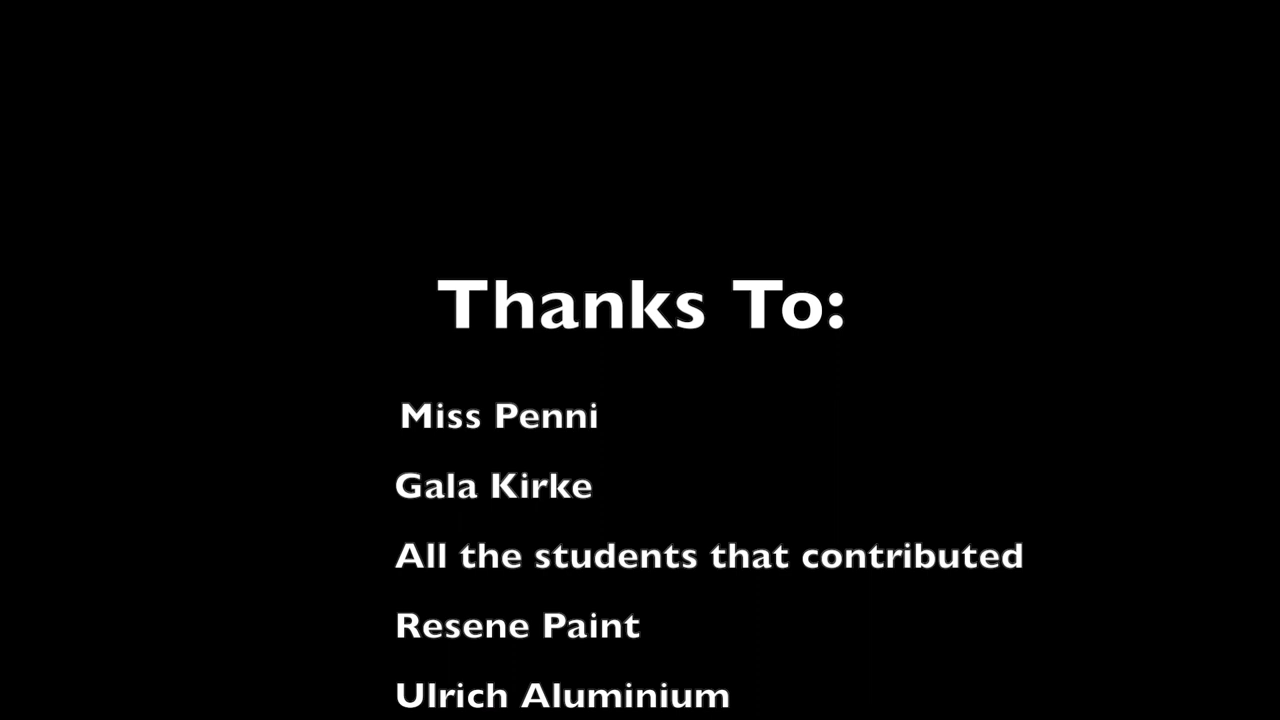 Thanks To:
Miss Penni
Gala Kirke
All the students that contributed
Resene Paint
Ulrich Aluminium